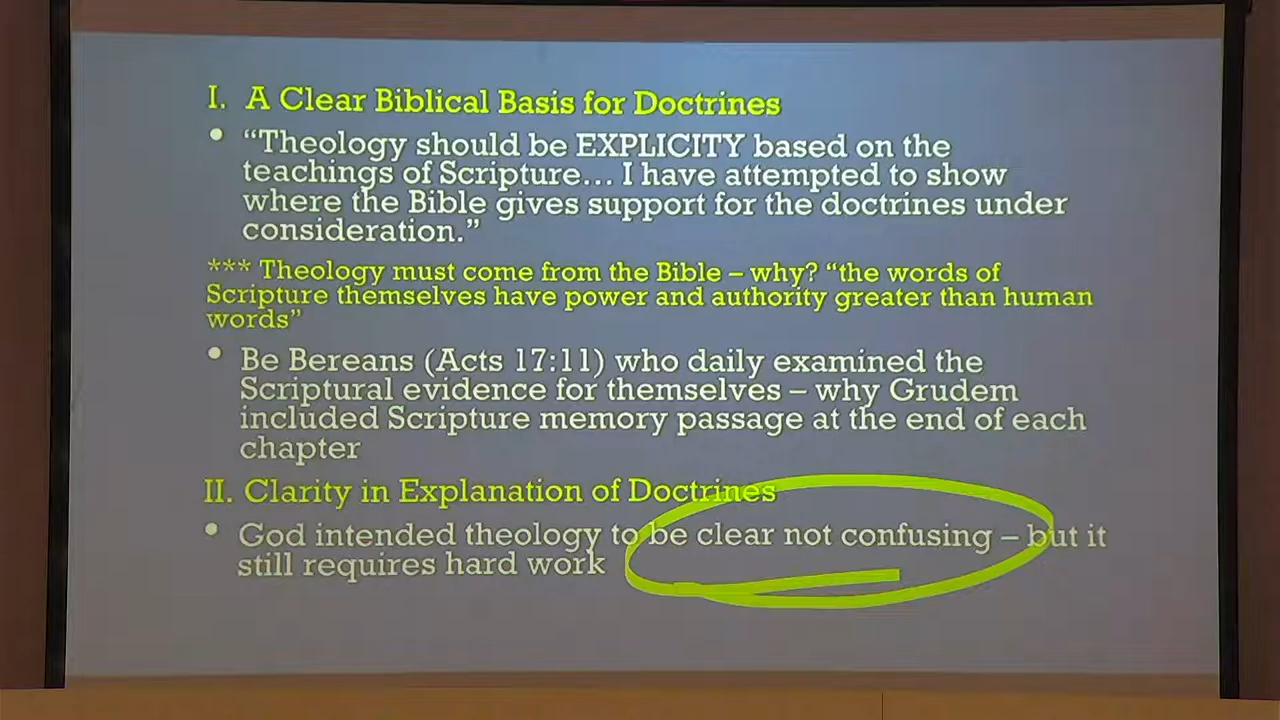 I. A Clear Biblical Basis for Doctrines
• “Theology should be EXPLICITY based on the
teachings of Scripture... I have attempted to show
where the Bible gives support for the doctrines under
consideration.”
*** Theology must come from the Bible – why? “the words of
Scripture themselves have power and authority greater than human
words”
• Be Bereans (Acts 17:11) who daily examined the
Scriptural evidence for themselves – why Grudem
included Scripture memory passage at the end of each
chapter
II. Clarity in Explanation of Doctrines
• God intended theology to be clear not confusing – but it
still requires hard work